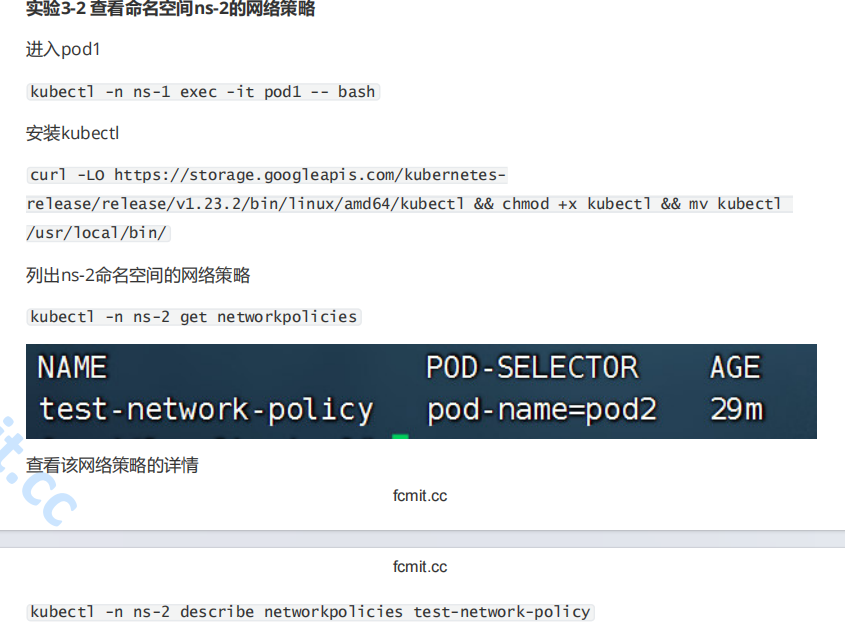 实验3-2 查看命名空间ns-2的网络策略
进入pod1
kubectl -n ns-1 exec -it pod1 -- bash
安装kubectl
curl -LO https://storage.googleapis.com/kubernetes-
release/release/v1.23.2/bin/linux/amd64/kubectl && chmod +x kubectl && mv kubectl
/usr/local/bin/
列出ns-2命名空间的网络策略
kubectl -n ns-2 get networkpolicies
NAME POD-SELECTOR AGE
test-network-policy pod-name=pod2 29m
查看该网络策略的详情
it.cc
fcmit.cc
fcmit.cc
kubectl -n ns-2 describe networkpolicies test-network-policy